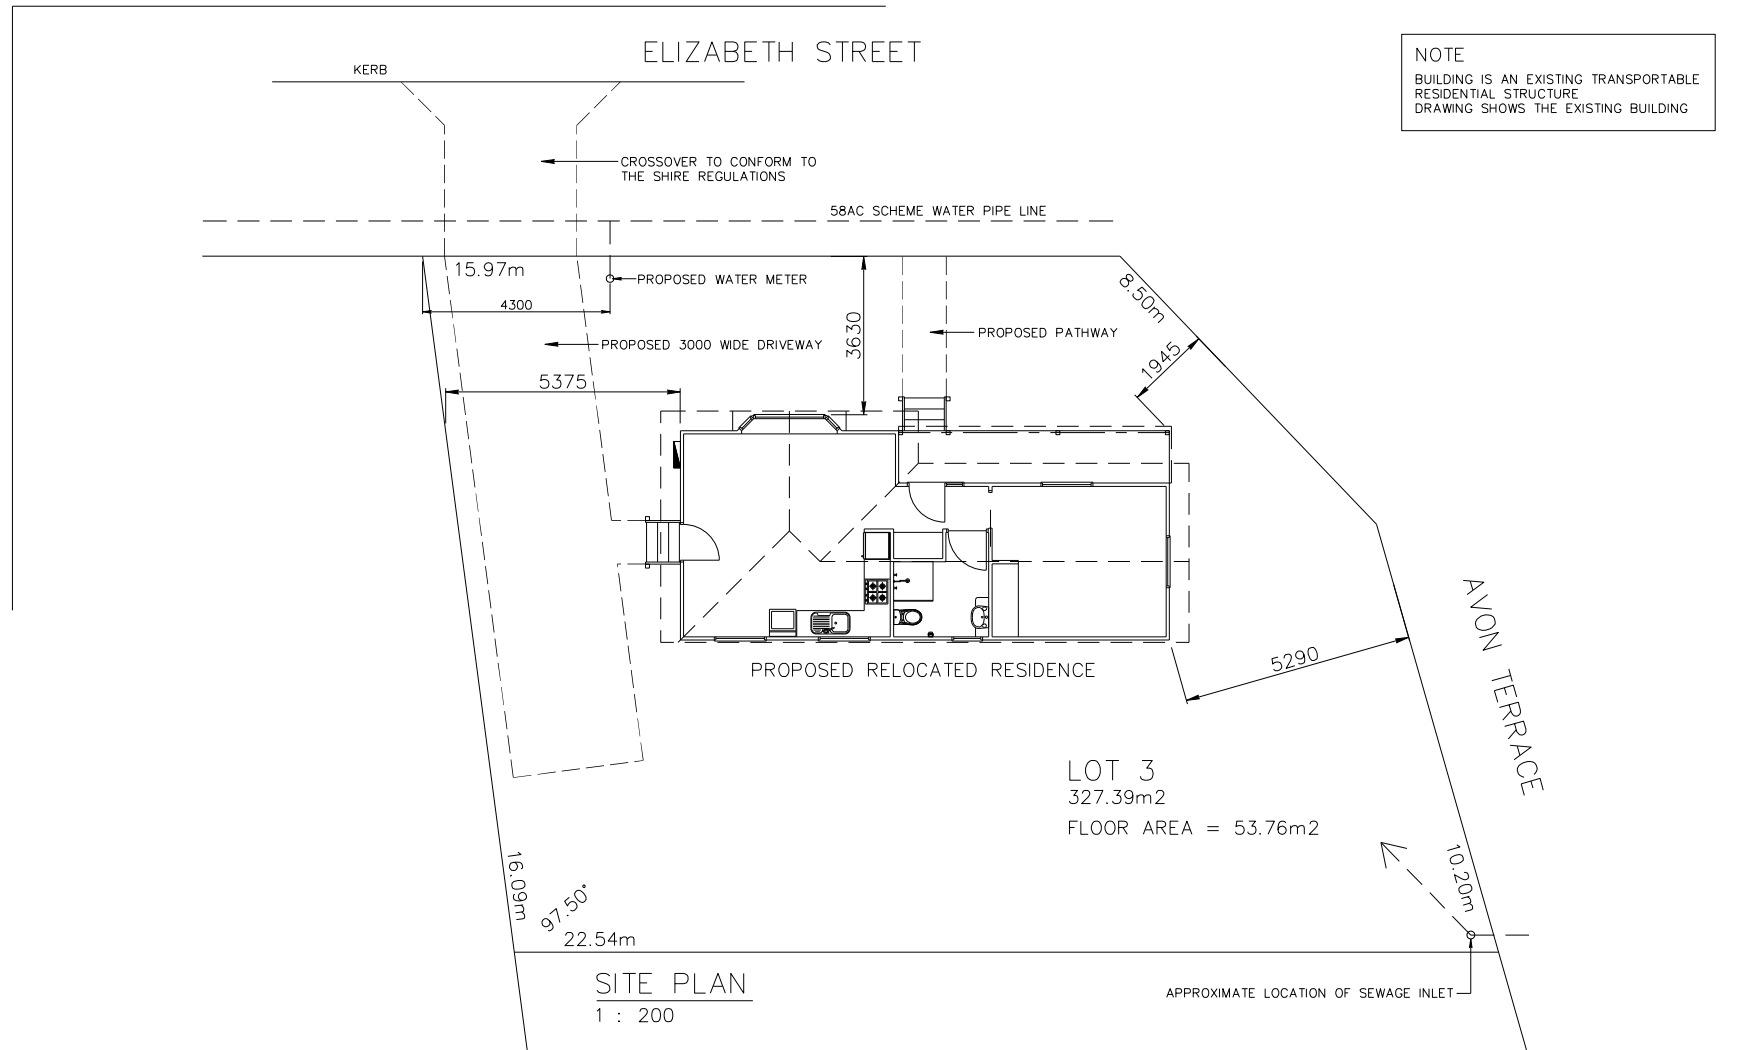 ELIZABETH STREET
KERB
NOTE
BUILDING IS AN EXISTING TRANSPORTABLE
RESIDENTIAL STRUCTURE
DRAWING SHOWS THE EXISTING BUILDING
CROSSOVER TO CONFORM TO
THE SHIRE REGULATIONS
58AC SCHEME WATER PIPE LINE
15.97m
PROPOSED WATER METER
4300
8.50m
3630
PROPOSED PATHWAY
PROPOSED 3000 WIDE DRIVEWAY
1945
5375
AVON TERRACE
5290
PROPOSED RELOCATED RESIDENCE
LOT 3
327.39m2
FLOOR AREA = 53.76m2
16.09m
97.50°
10.20m
22.54m
SITE PLAN
1 : 200
APPROXIMATE LOCATION OF SEWAGE INLET